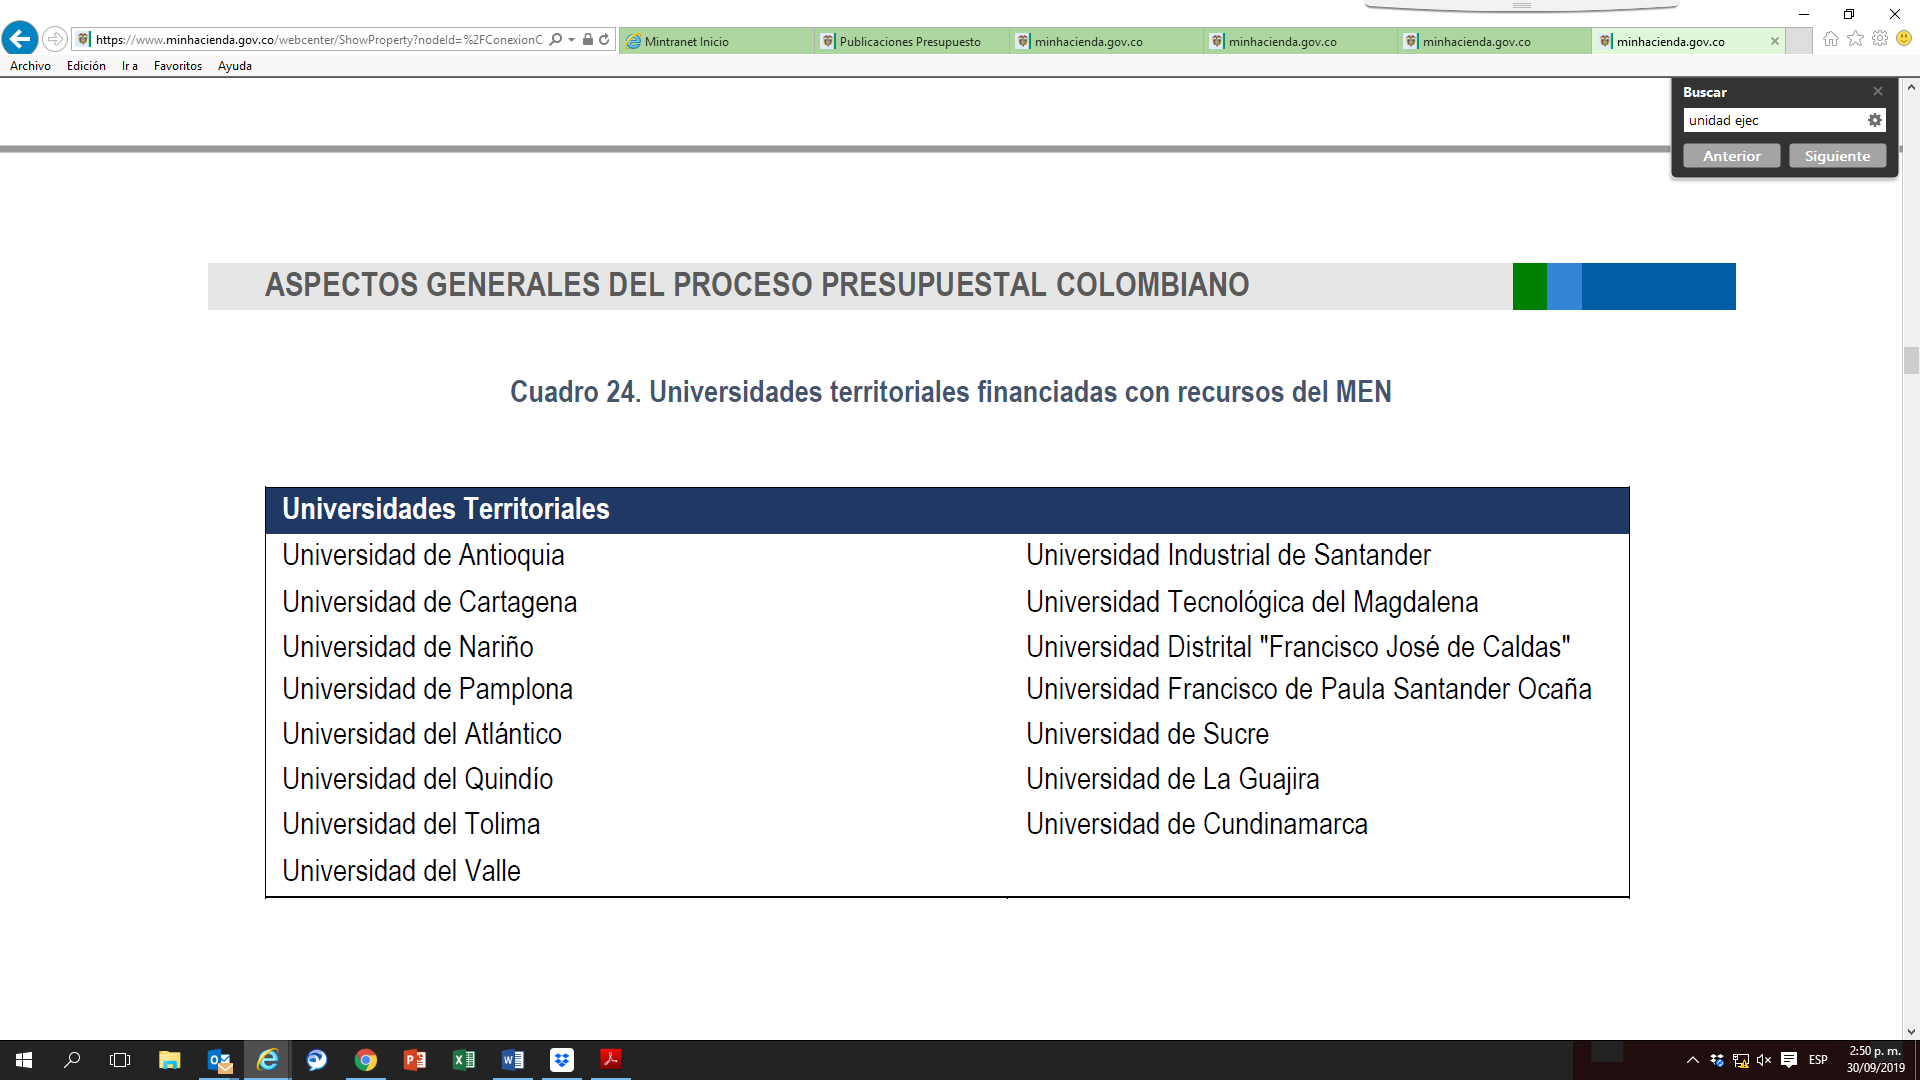 https://www.minhacienda.gov.co/webcenter/ShowProperty?nodeId=%2FConexionC
Mintranet Inicio
Publicaciones Presupuesto
minhacienda.gov.co
minhacienda.gov.co
minhacienda.gov.co
minhacienda.gov.co
Archivo Edición Ir a Favoritos Ayuda
Buscar
unidad ejec
Anterior Siguiente
ASPECTOS GENERALES DEL PROCESO PRESUPUESTAL COLOMBIANO
Cuadro 24. Universidades territoriales financiadas con recursos del MEN
Universidades Territoriales
Universidad de Antioquia Universidad Industrial de Santander
Universidad de Cartagena Universidad Tecnológica del Magdalena
Universidad de Nariño Universidad Distrital "Francisco José de Caldas"
Universidad de Pamplona Universidad Francisco de Paula Santander Ocaña
Universidad del Atlántico Universidad de Sucre
Universidad del Quindío Universidad de La Guajira
Universidad del Tolima Universidad de Cundinamarca
Universidad del Valle
ESP
2:50 p. m.
30/09/2019